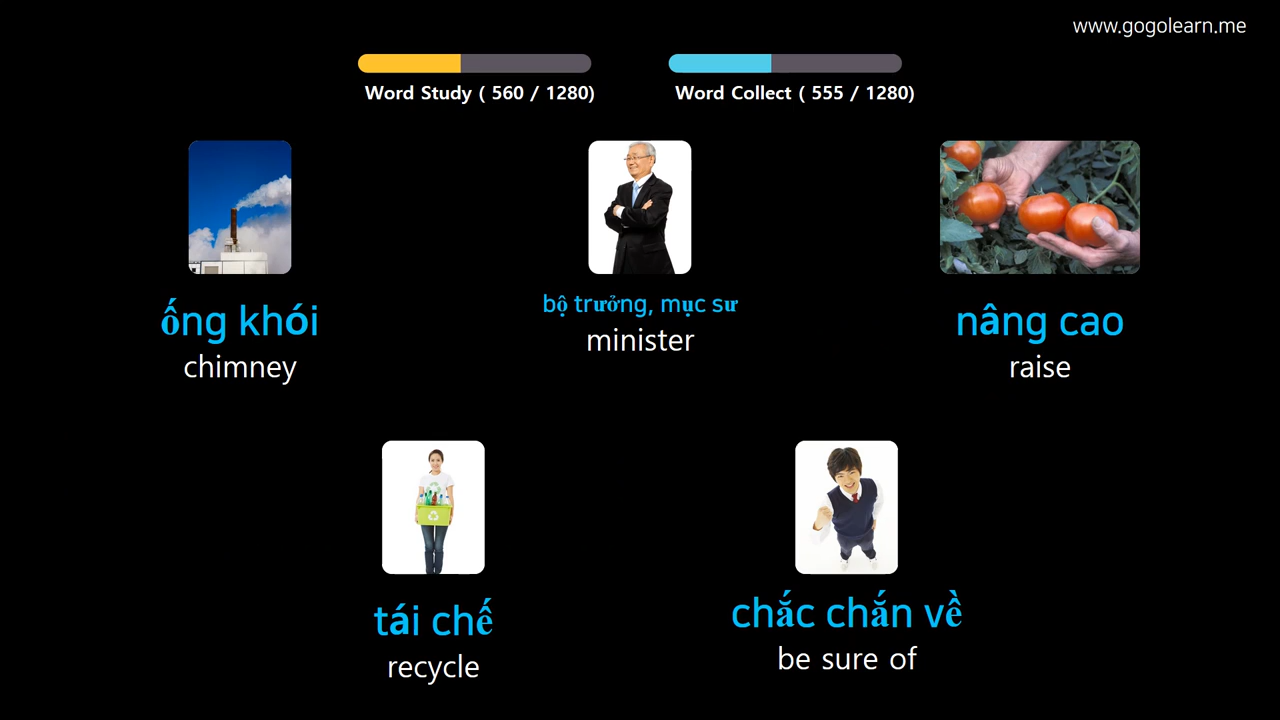 www.gogolearn.me
Word Study ( 560 / 1280)
Word Collect ( 555 / 1280)
ống khói
chimney
bộ trưởng, mục sư
minister
nâng cao
raise
tái chế
recycle
chắc chắn về
be sure of